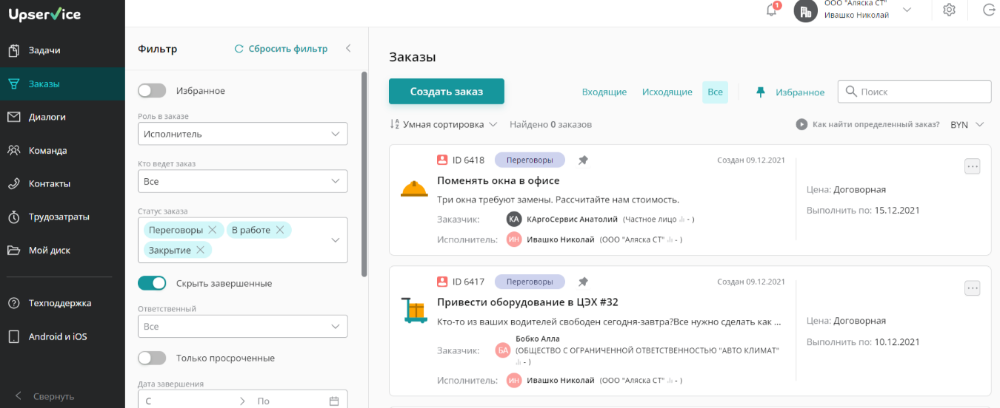 Upservice
Задачи
Заказы
Диалоги
Команда
Контакты
Трудозатраты
Мой диск
Техподдержка
Android и iOS
Свернуть
1
ООО "Аляска СТ"
Ивашко Николай
Фильтр
Сбросить фильтр
Избранное
Роль в заказе
Исполнитель
Кто ведет заказ
Все
Статус заказа
Переговоры
В работе
Закрытие
Скрыть завершенные
Ответственный
Все
Только просроченные
Дата завершения
С
По
Заказы
Создать заказ
Входящие Исходящие Все
Избранное
Поиск
Умная сортировка
Найдено 0 заказов
Как найти определенный заказ?
BYN
ID 6418 Переговоры
Создан 09.12.2021
Поменять окна в офисе
Три окна требуют замены. Рассчитайте нам стоимость.
Заказчик: КА КАргоСервис Анатолий (Частное лицо - )
Исполнитель: ИН Ивашко Николай (ООО "Аляска СТ" - )
Цена: Договорная
Выполнить по: 15.12.2021
ID 6417 Переговоры
Создан 09.12.2021
Привести оборудование в ЦЭХ #32
Кто-то из ваших водителей свободен сегодня-завтра?Все нужно сделать как ...
Бобко Алла
Заказчик: БА (ОБЩЕСТВО С ОГРАНИЧЕННОЙ ОТВЕТСТВЕННОСТЬЮ "АВТО КЛИМАТ"
- )
Исполнитель: ИН Ивашко Николай (ООО "Аляска СТ" - )
Цена: Договорная
Выполнить по: 10.12.2021